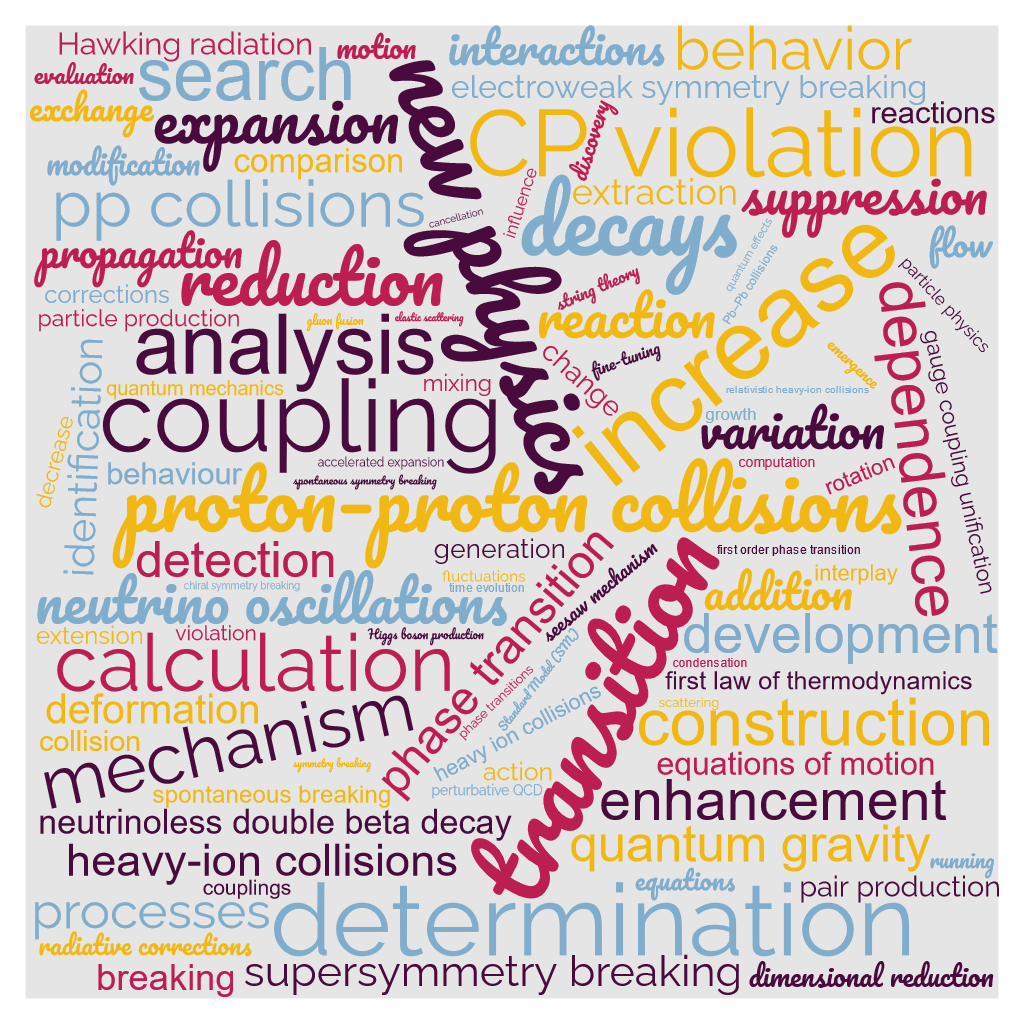 Hawking radiation
motion
interactions
behavior
evaluation
search
new physics
electroweak symmetry breaking
exchange
expansion
CP violation
discovery
reactions
modification
comparison
pp collisions
cancellation
influence
decays
extraction
suppression
propagation
reduction
quantum effects
Pb–Pb collisions
flow
corrections
string theory
increase
particle physics
particle production
gluon fusion
elastic scattering
reaction
dependence
analysis
change
fine-tuning
emergence
gauge coupling unification
identification
quantum mechanics
mixing
relativistic heavy-ion collisions
coupling
growth
variation
decrease
behaviour
accelerated expansion
spontaneous symmetry breaking
computation
rotation
proton-proton collisions
detection
generation
phase transition
seesaw mechanism
transition
first order phase transition
chiral symmetry breaking
fluctuations
time evolution
addition
interplay
neutrino oscillations
extension
violation
Higgs boson production
Standard Model (SM)
development
calculation
phase transitions
condensation
first law of thermodynamics
deformation
mechanism
heavy ion collisions
scattering
construction
collision
symmetry breaking
action
equations of motion
spontaneous breaking
perturbative QCD
enhancement
neutrinoless double beta decay
quantum gravity
heavy-ion collisions
running
couplings
equations
pair production
processes
determination
radiative corrections
breaking
supersymmetry breaking
dimensional reduction